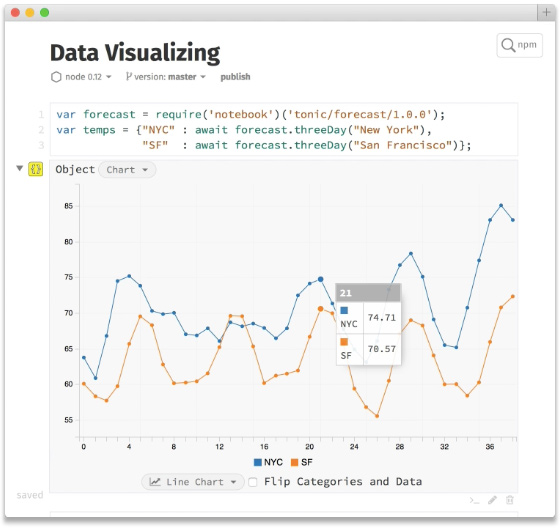 Data Visualizing
npm
node 0.12 version: master publish
1 var forecast = require('notebook')('tonic/forecast/1.0.0');
2 var temps = {"NYC" : await forecast.threeDay("New York"),
3 "SF" : await forecast.threeDay("San Francisco")};
{} Object Chart
85
80
75
70
65
60
55
21
NYC 74.71
SF 70.57
0 4 8 12 16 20 24 28 32 36
NYC SF
Line Chart Flip Categories and Data
saved